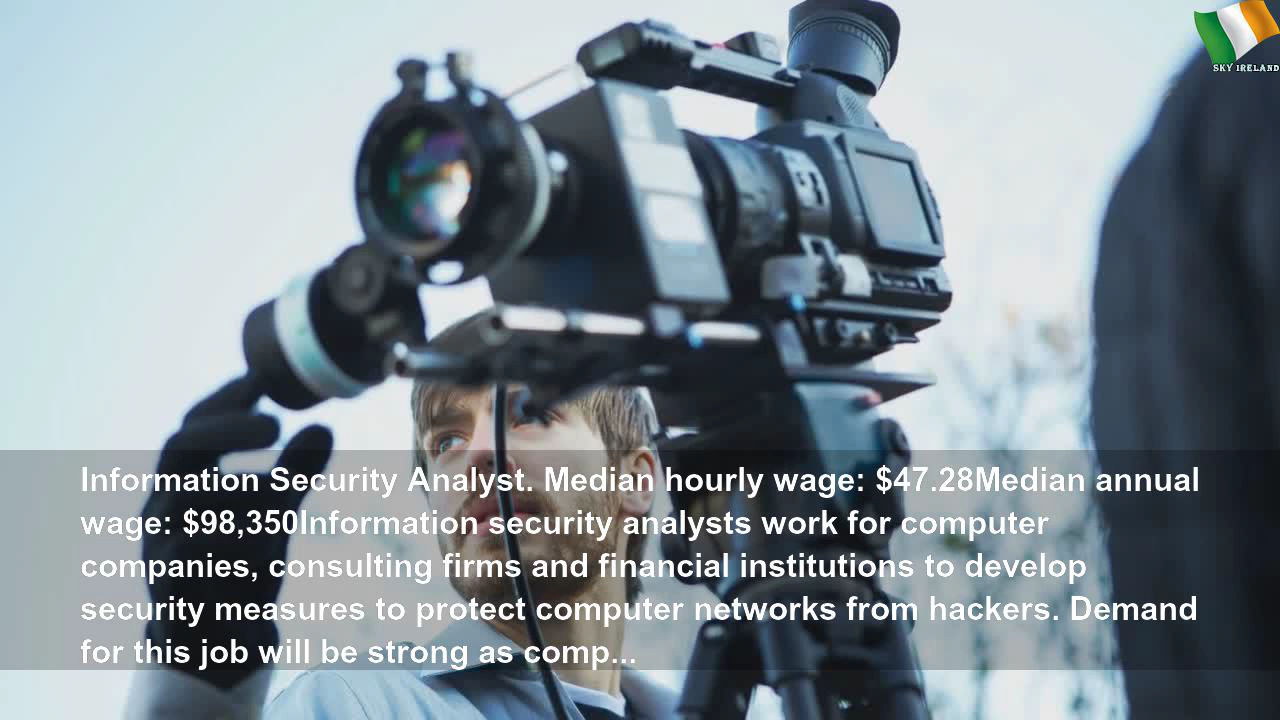 SKY IRELAND
Information Security Analyst. Median hourly wage: $47.28Median annual
wage: $98,350Information security analysts work for computer
companies, consulting firms and financial institutions to develop
security measures to protect computer networks from hackers. Demand
for this job will be strong as comp...